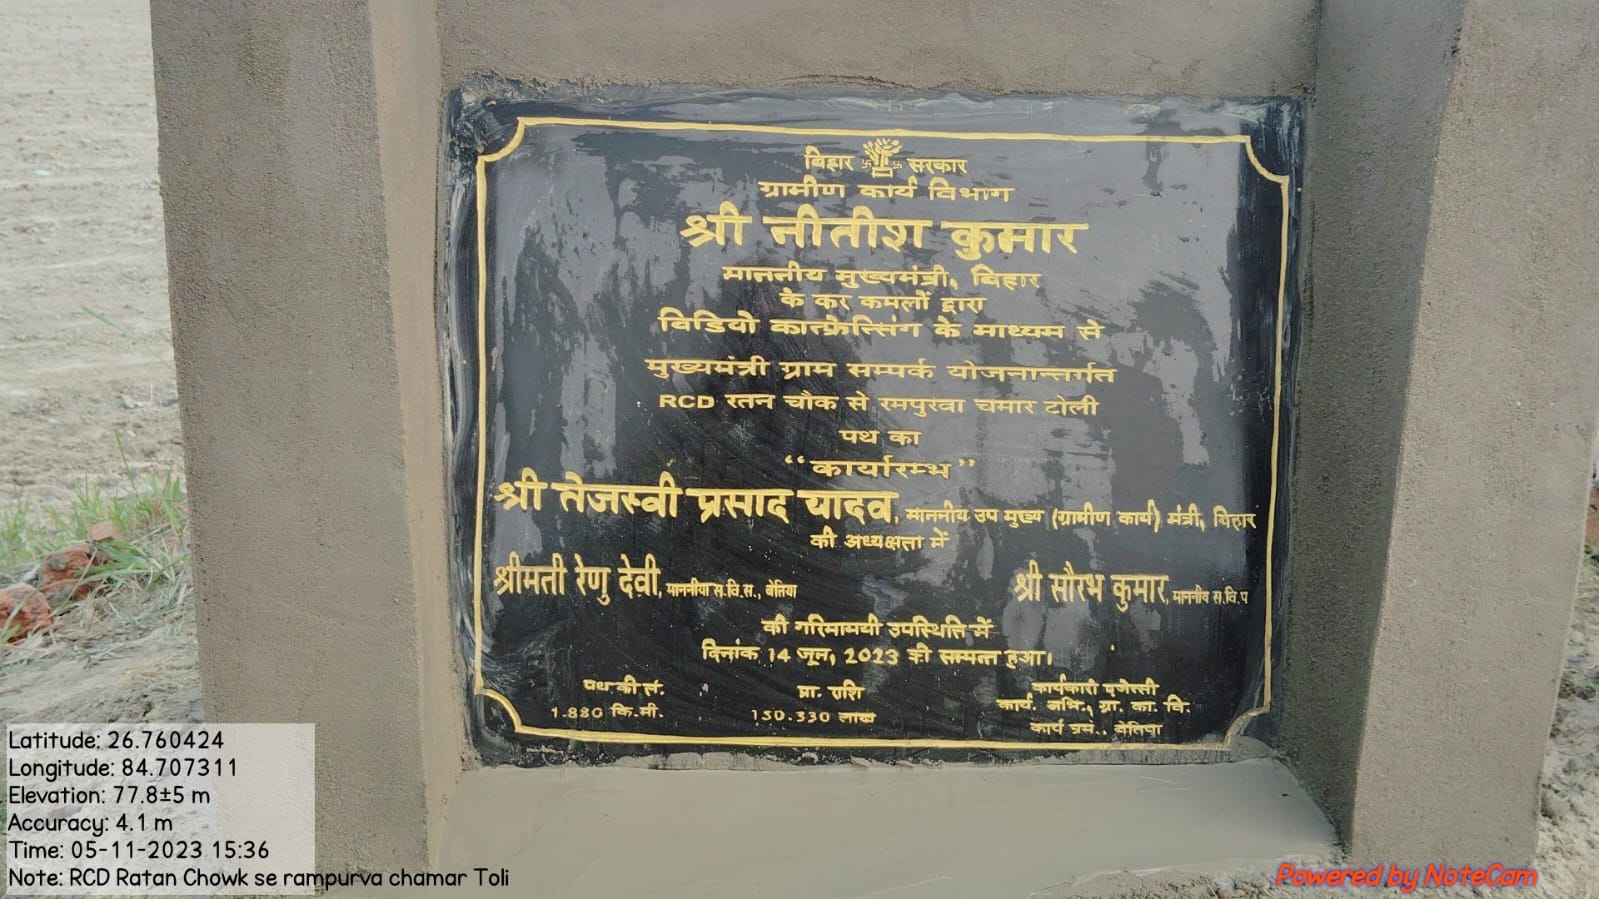 बिहार सरकार
ग्रामीण कार्य विभाग
श्री नीतीश कुमार
माननीय मुख्यमंत्री, बिहार
के कर कमलों द्वारा
विडियो कान्फ्रेन्सिंग के माध्यम से
मुख्यमंत्री ग्राम सम्पर्क योजनान्तर्गत
RCD रतन चौक से रमपुरवा चमार टोली
पथ का
“कार्यारम्भ”
श्री तेजस्वी प्रसाद यादव, माननीय उप मुख्य (ग्रामीण कार्य) मंत्री, बिहार
की अध्यक्षता में
श्रीमती रेणु देवी, माननीया स.वि.स., बेतिया
श्री सौरभ कुमार, माननीय स.वि.प
की गरिमामयी उपस्थिति में
दिनांक 14 जून, 2023 को सम्पन्न हुआ।
पथ की लं.
1.880 कि.मी.
प्रा. राशि
150.330 लाख
कार्यकारी एजेन्सी
कार्य. अभि., ग्रा. का. वि.
कार्य प्रमं., बेतिया
Latitude: 26.760424
Longitude: 84.707311
Elevation: 77.8±5 m
Accuracy: 4.1 m
Time: 05-11-2023 15:36
Note: RCD Ratan Chowk se rampurva chamar Toli
Powered by NoteCam